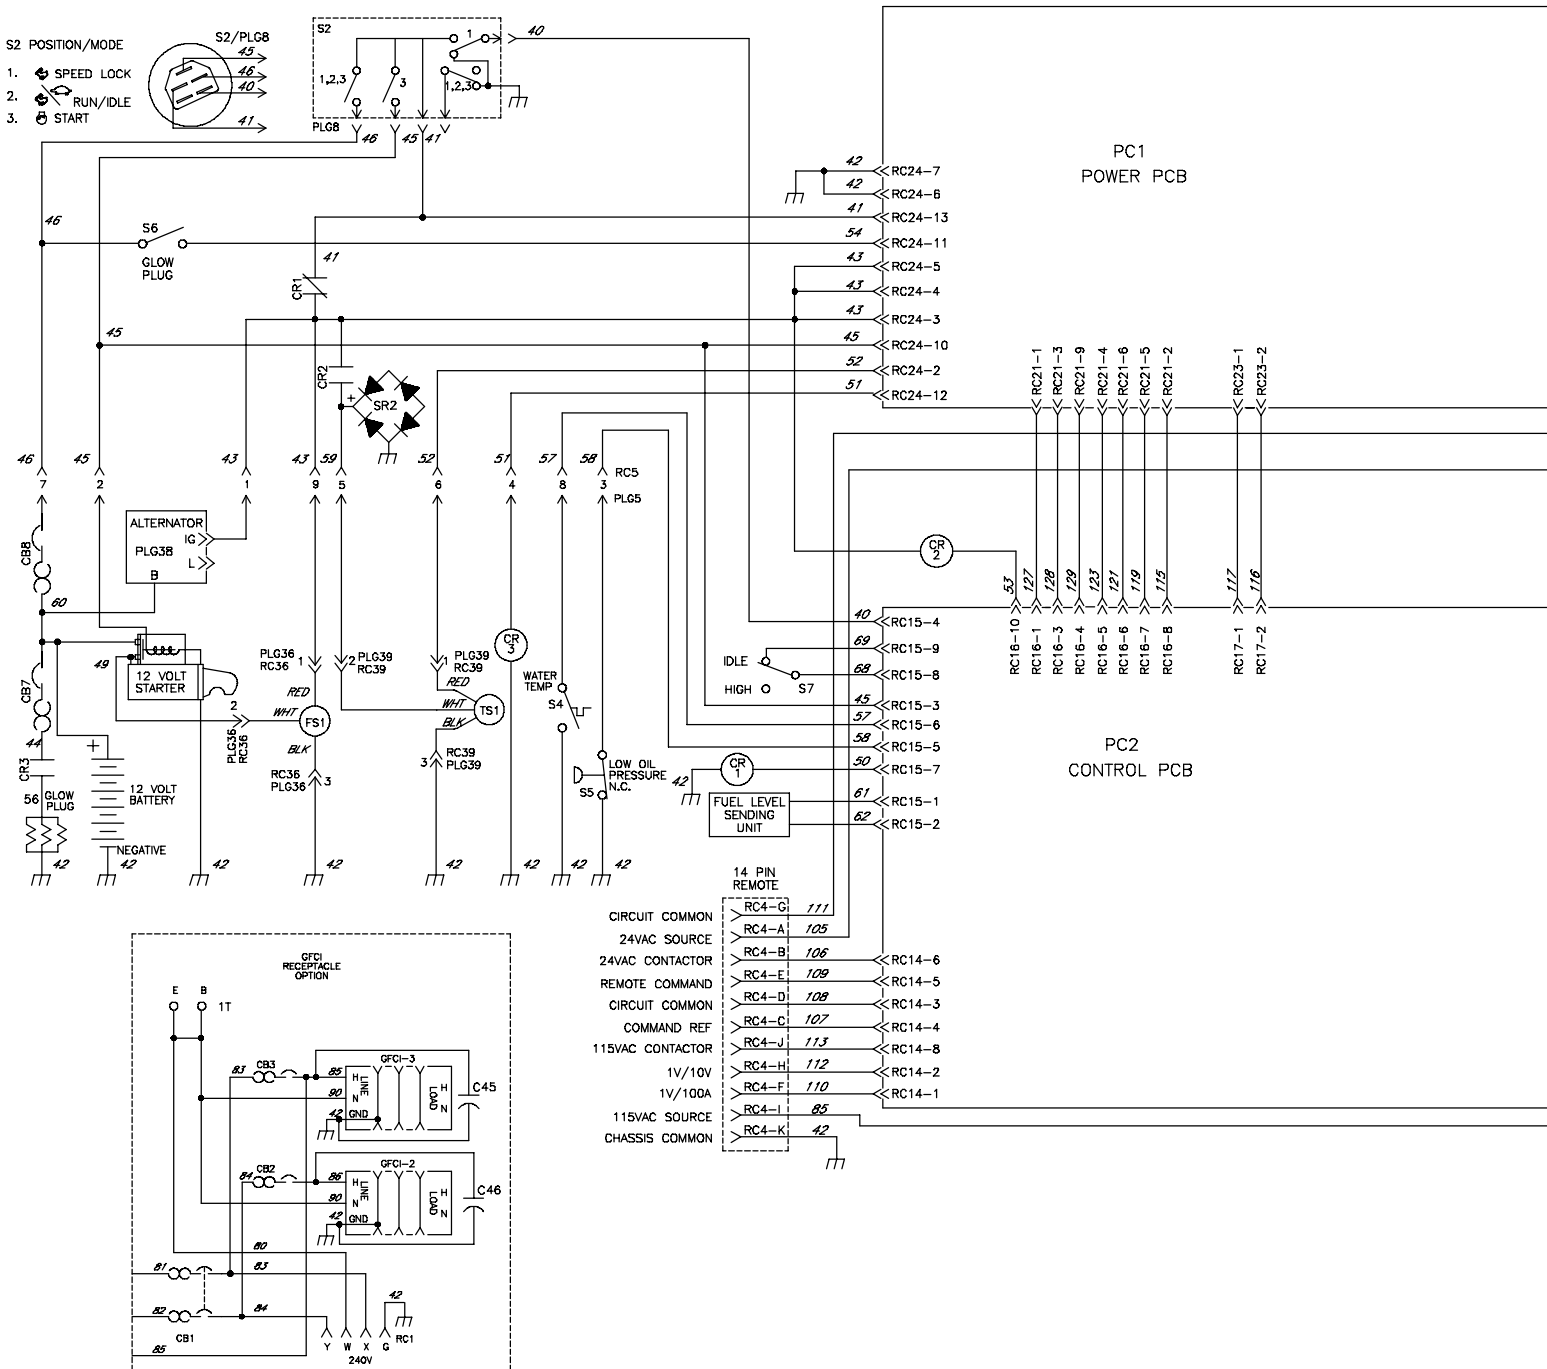 S2 POSITION/MODE
1. SPEED LOCK
2. RUN/IDLE
3. START
S2/PLG8
45
46
40
41
S2
1
40
1,2,3
3
1,2,3
PLG8
46
45
41
PC1
POWER PCB
42
RC24-7
42
RC24-6
41
RC24-13
54
RC24-11
43
RC24-5
43
RC24-4
43
RC24-3
45
RC24-10
52
RC24-2
51
RC24-12
46
S6
GLOW
PLUG
41
CR1
45
CR2
+
SR2
RC21-1
RC21-3
RC21-9
RC21-4
RC21-6
RC21-5
RC21-2
RC23-1
RC23-2
46
45
43
43
59
52
51
57
58
RC5
7
2
1
9
5
6
4
8
3
PLG5
ALTERNATOR
IG
PLG38
L
B
CB8
60
CR
2
53
127
128
129
123
121
119
115
117
116
RC16-10
RC16-1
RC16-3
RC16-4
RC16-5
RC16-6
RC16-7
RC16-8
RC17-1
RC17-2
40
RC15-4
69
RC15-9
68
RC15-8
45
RC15-3
57
RC15-6
58
RC15-5
50
RC15-7
61
RC15-1
62
RC15-2
IDLE
HIGH
S7
CR
1
42
FUEL LEVEL
SENDING
UNIT
PC2
CONTROL PCB
49
12 VOLT
STARTER
CB7
44
CR3
56
GLOW
PLUG
+
12 VOLT
BATTERY
NEGATIVE
2
PLG36
RC36
PLG36
RC36
1
RED
WHT
FS1
BLK
RC36
PLG36
3
2
PLG39
RC39
1
PLG39
RC39
RED
WHT
TS1
BLK
3
RC39
PLG39
CR
3
WATER
TEMP
S4
LOW OIL
PRESSURE
N.C.
S5
42
42
42
42
42
42
42
42
14 PIN
REMOTE
CIRCUIT COMMON
RC4-G
111
24VAC SOURCE
RC4-A
105
24VAC CONTACTOR
RC4-B
106
RC14-6
REMOTE COMMAND
RC4-E
109
RC14-5
CIRCUIT COMMON
RC4-D
108
RC14-3
COMMAND REF
RC4-C
107
RC14-4
115VAC CONTACTOR
RC4-J
113
RC14-8
1V/10V
RC4-H
112
RC14-2
1V/100A
RC4-F
110
RC14-1
115VAC SOURCE
RC4-I
85
CHASSIS COMMON
RC4-K
42
GFCI
RECEPTACLE
OPTION
E
B
1T
83
CB3
85
90
42
GFCI-3
H
N
LINE
GND
LOAD
H
N
C45
84
CB2
86
90
42
GFCI-2
H
N
LINE
GND
LOAD
H
N
C46
80
81
83
82
84
CB1
85
42
Y
W
X
G
RC1
240V